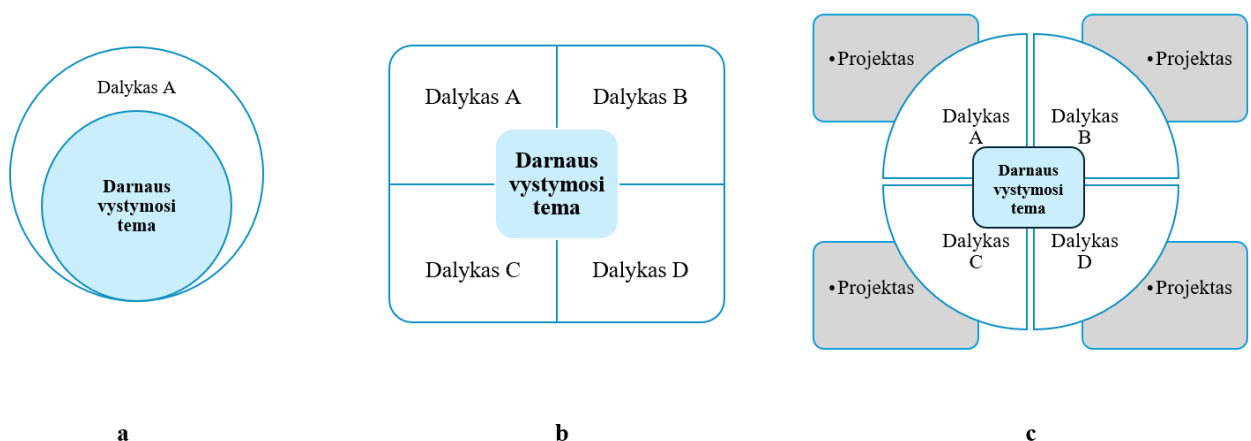 Dalykas A
Darnaus
vystymosi
tema
a
Dalykas A
Dalykas B
Darnaus
vystymosi
tema
Dalykas C
Dalykas D
b
•Projektas
•Projektas
Dalykas
A
Dalykas
B
Darnaus
vystymosi
tema
Dalykas
C
Dalykas
D
•Projektas
•Projektas
c